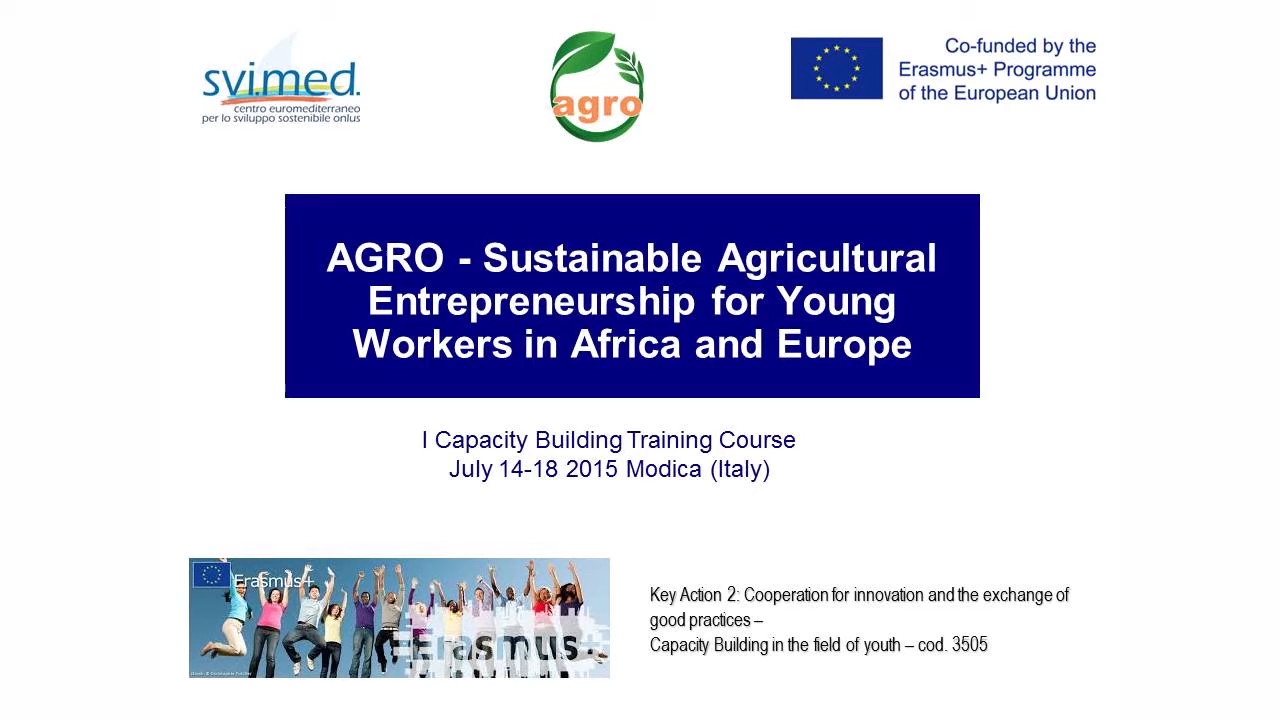 svi.med.
centro euromediterraneo
per lo sviluppo sostenibile onlus
agro
Co-funded by the
Erasmus+ Programme
of the European Union
AGRO - Sustainable Agricultural
Entrepreneurship for Young
Workers in Africa and Europe
I Capacity Building Training Course
July 14-18 2015 Modica (Italy)
Erasmus+
Erasmus+
Key Action 2: Cooperation for innovation and the exchange of
good practices –
Capacity Building in the field of youth – cod. 3505